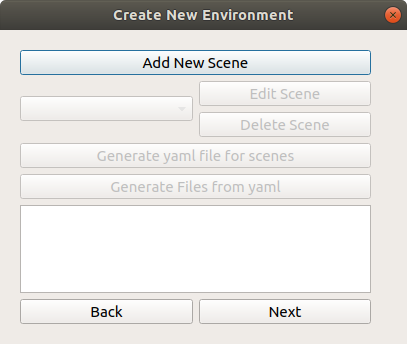 Create New Environment
Add New Scene
Edit Scene
Delete Scene
Generate yaml file for scenes
Generate Files from yaml
Back
Next